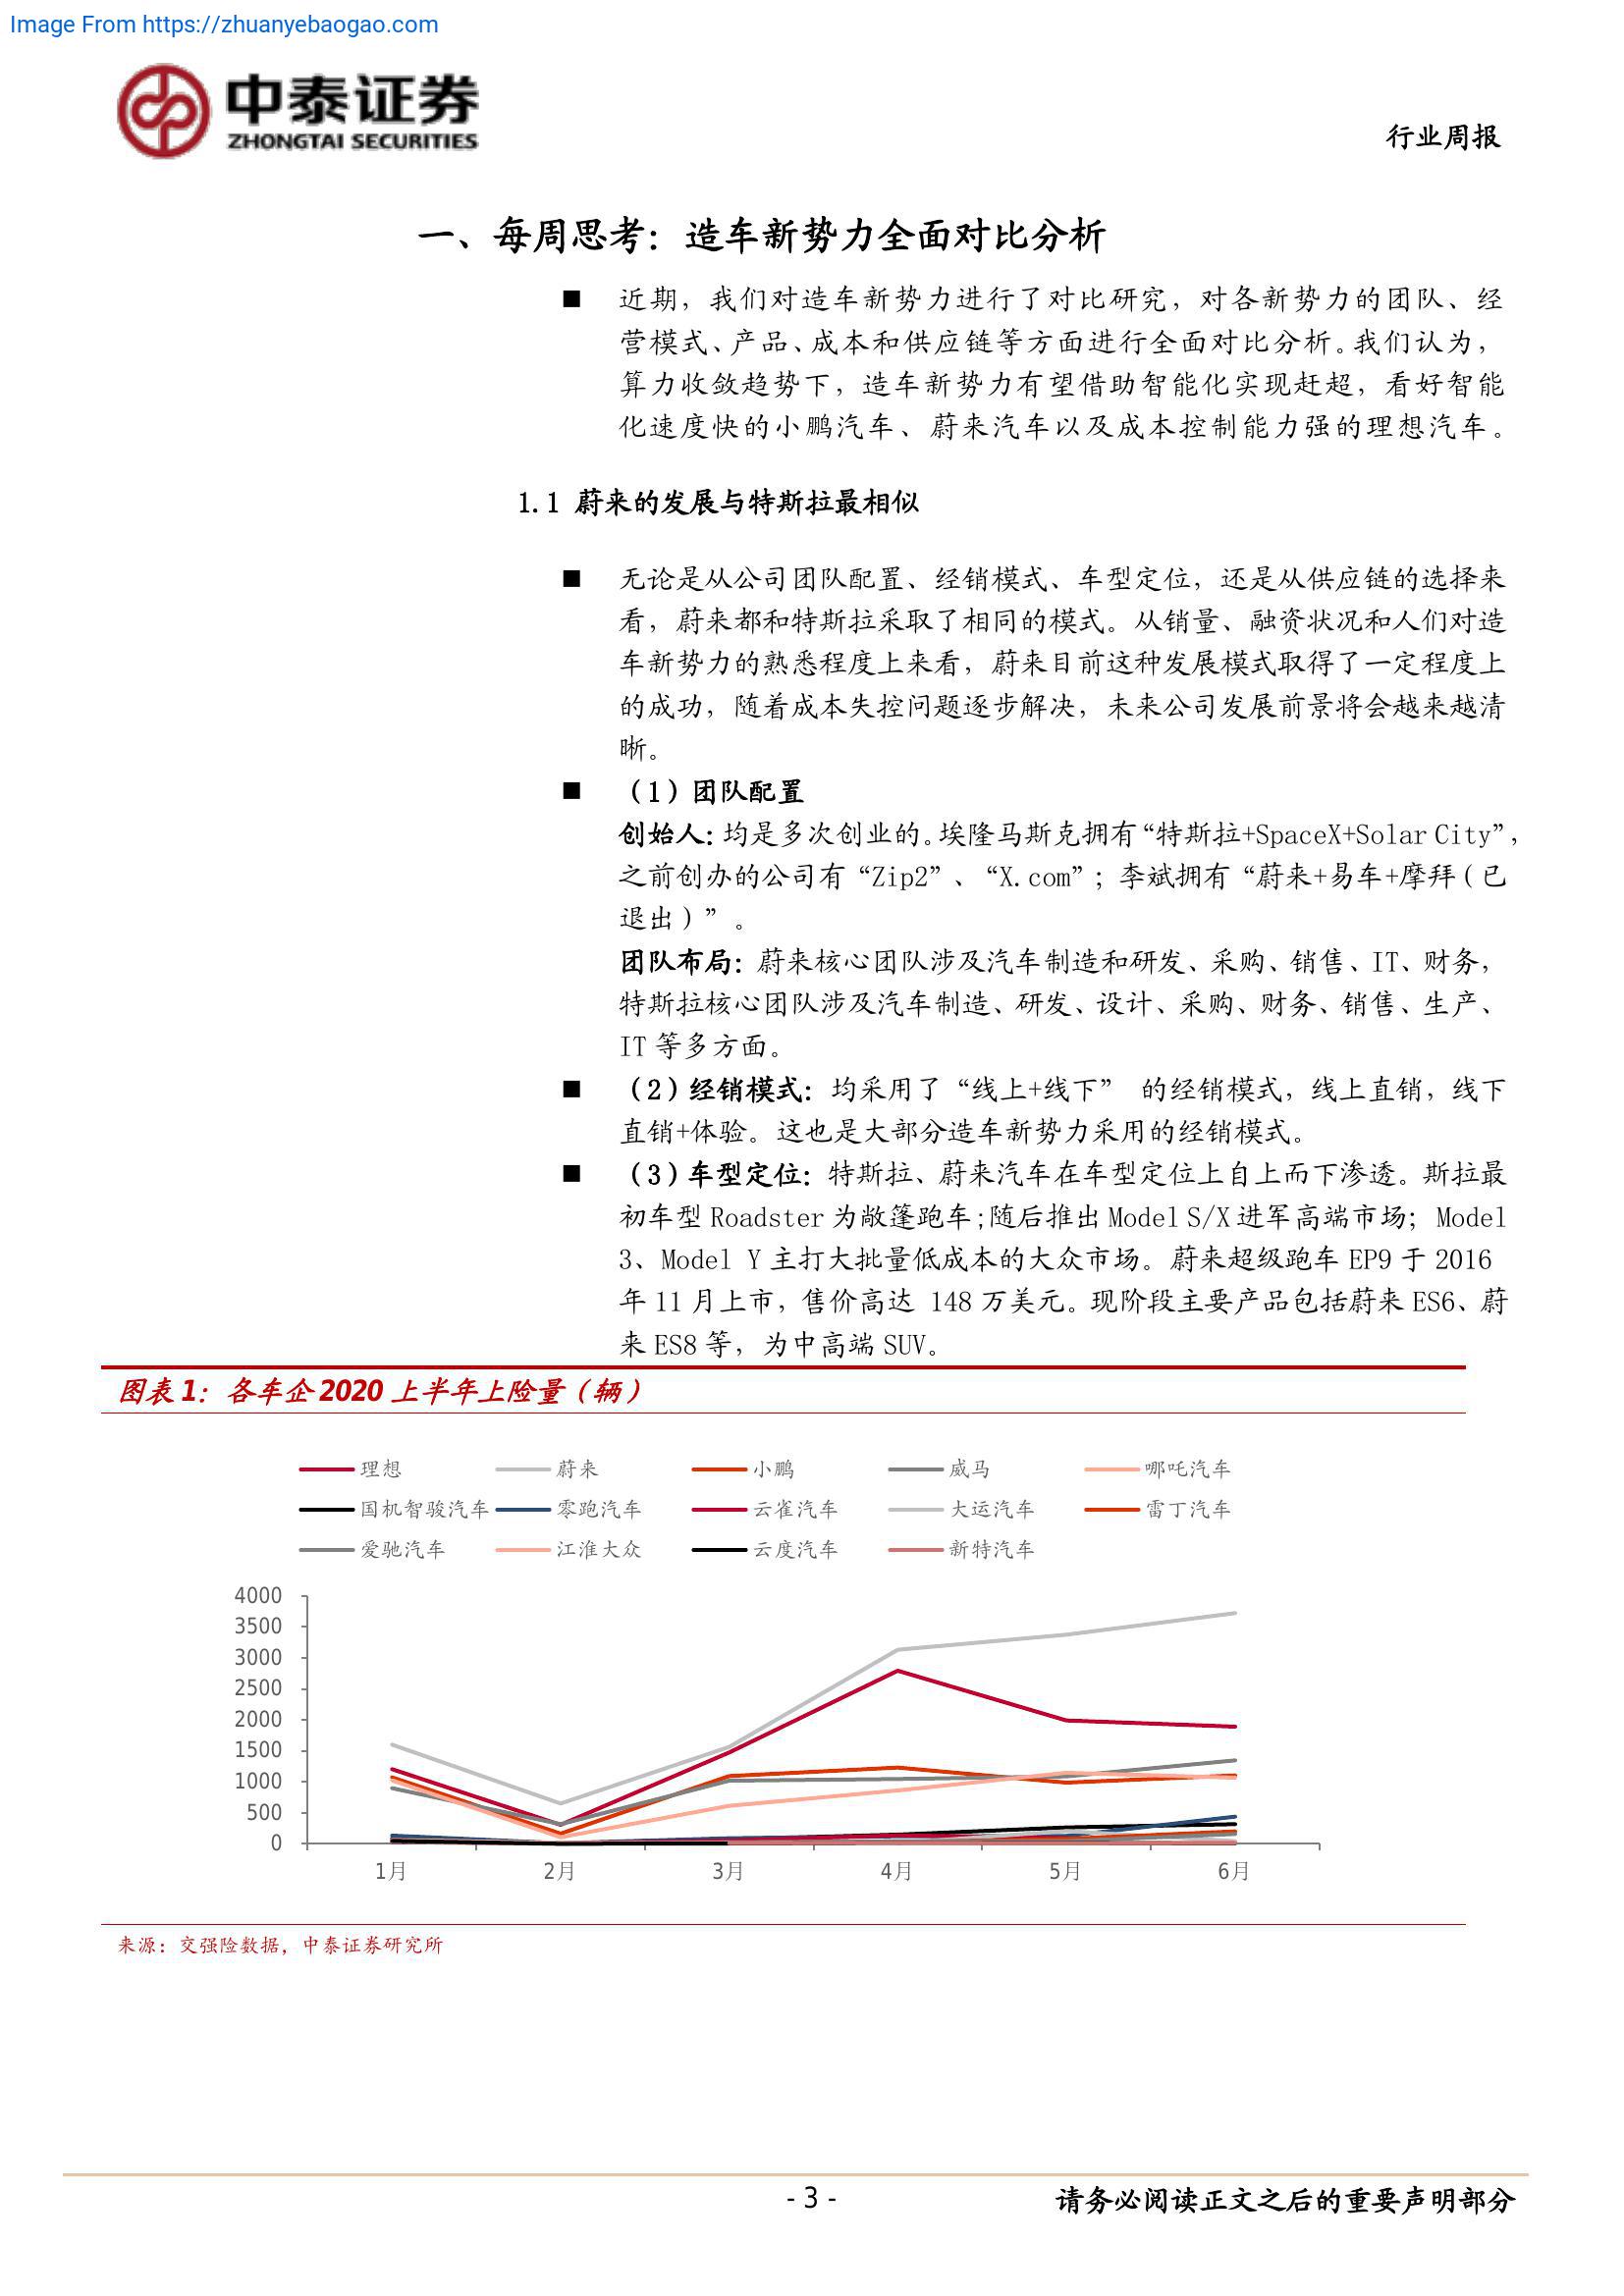 Image From https://zhuanyebaogao.com
中泰证券
ZHONGTAI SECURITIES
行业周报
一、每周思考：造车新势力全面对比分析
■ 近期，我们对造车新势力进行了对比研究，对各新势力的团队、经
营模式、产品、成本和供应链等方面进行全面对比分析。我们认为，
算力收敛趋势下，造车新势力有望借助智能化实现赶超，看好智能
化速度快的小鹏汽车、蔚来汽车以及成本控制能力强的理想汽车。
1.1 蔚来的发展与特斯拉最相似
■ 无论是从公司团队配置、经销模式、车型定位，还是从供应链的选择来
看，蔚来都和特斯拉采取了相同的模式。从销量、融资状况和人们对造
车新势力的熟悉程度上来看，蔚来目前这种发展模式取得了一定程度上
的成功，随着成本失控问题逐步解决，未来公司发展前景将会越来越清
晰。
■ （1）团队配置
创始人：均是多次创业的。埃隆马斯克拥有“特斯拉+SpaceX+Solar City”，
之前创办的公司有“Zip2”、“X.com”；李斌拥有“蔚来+易车+摩拜（已
退出）”。
团队布局：蔚来核心团队涉及汽车制造和研发、采购、销售、IT、财务，
特斯拉核心团队涉及汽车制造、研发、设计、采购、财务、销售、生产、
IT 等多方面。
■ （2）经销模式：均采用了“线上+线下” 的经销模式，线上直销，线下
直销+体验。这也是大部分造车新势力采用的经销模式。
■ （3）车型定位：特斯拉、蔚来汽车在车型定位上自上而下渗透。斯拉最
初车型 Roadster 为敞篷跑车;随后推出 Model S/X 进军高端市场；Model
3、Model Y 主打大批量低成本的大众市场。蔚来超级跑车 EP9 于 2016
年 11 月上市，售价高达 148 万美元。现阶段主要产品包括蔚来 ES6、蔚
来 ES8 等，为中高端 SUV。
图表 1：各车企 2020 上半年上险量（辆）
理想 蔚来 小鹏 威马 哪吒汽车
国机智骏汽车 零跑汽车 云雀汽车 大运汽车 雷丁汽车
爱驰汽车 江淮大众 云度汽车 新特汽车
4000
3500
3000
2500
2000
1500
1000
500
0
1月 2月 3月 4月 5月 6月
来源：交强险数据，中泰证券研究所
- 3 -
请务必阅读正文之后的重要声明部分